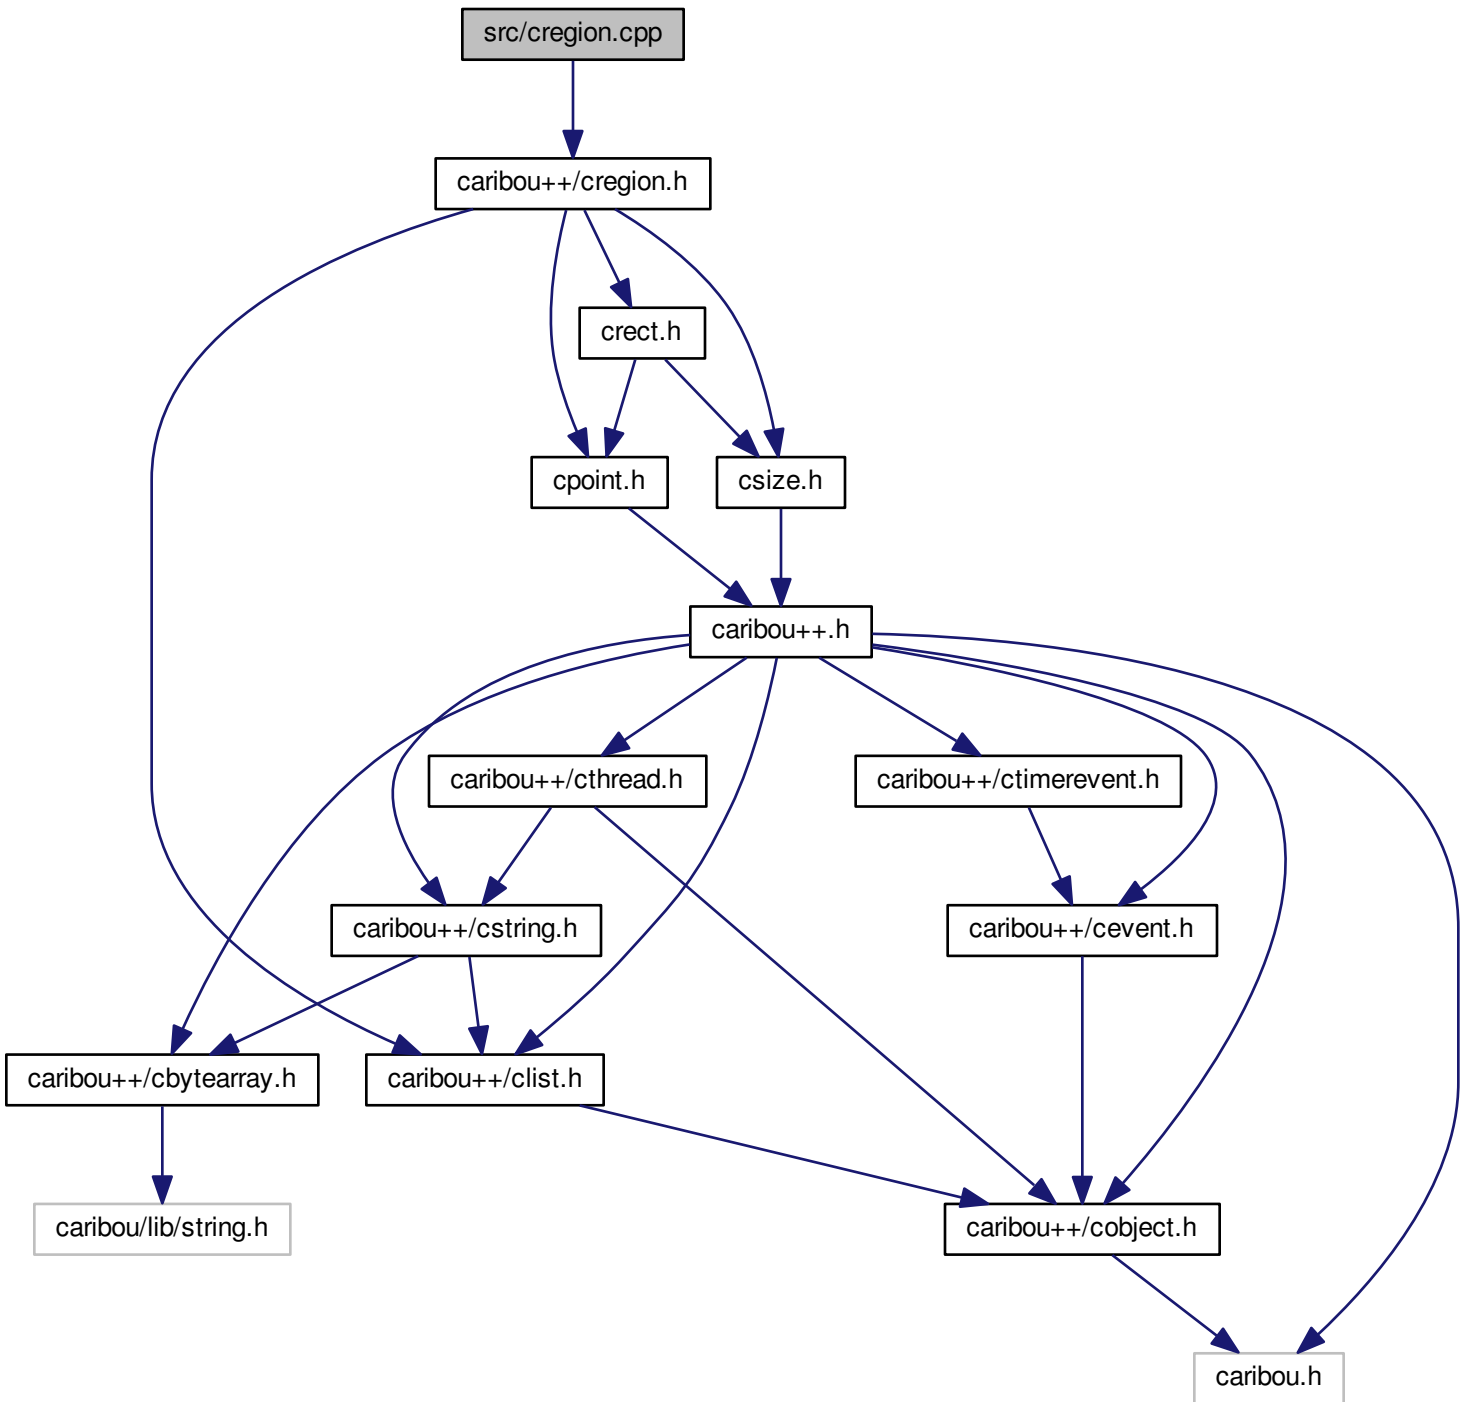 src/cregion.cpp
caribou++/cregion.h
crect.h
cpoint.h
csize.h
caribou++.h
caribou++/cthread.h
caribou++/ctimerevent.h
caribou++/cstring.h
caribou++/cevent.h
caribou++/cbytearray.h
caribou++/clist.h
caribou/lib/string.h
caribou++/cobject.h
caribou.h